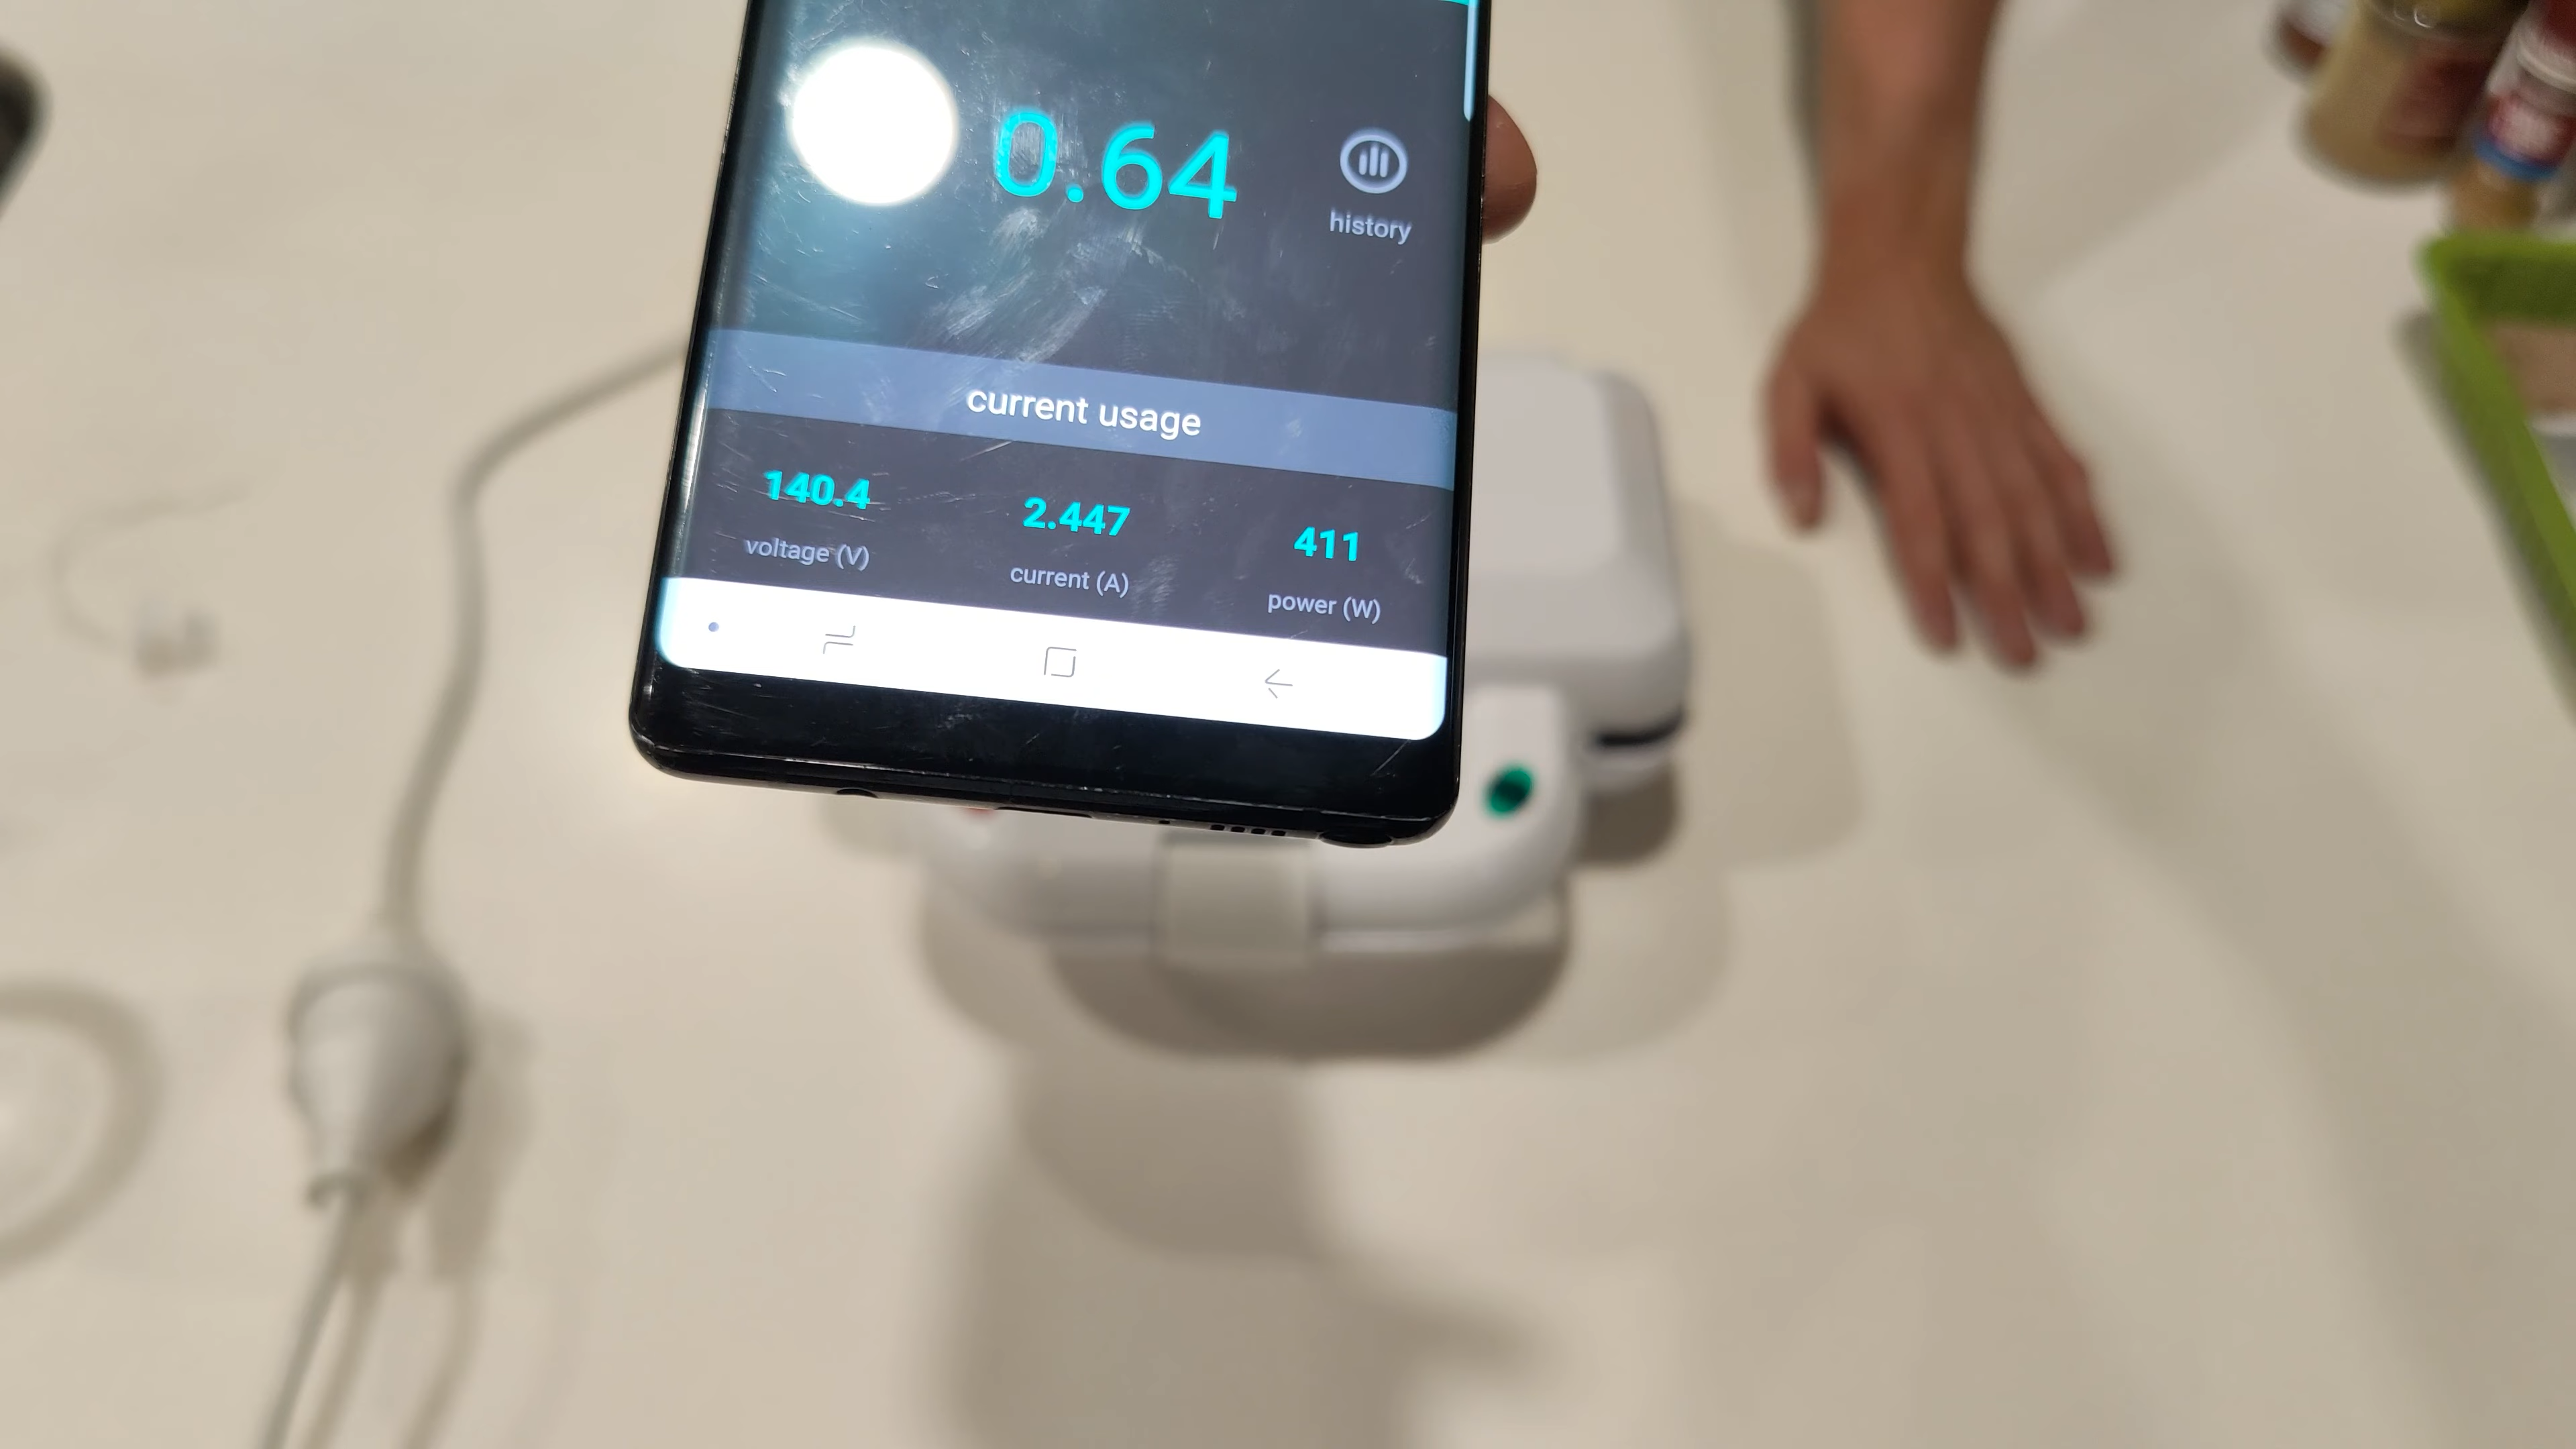 0.64
history
current usage
140.4
voltage (V)
2.447
current (A)
411
power (W)